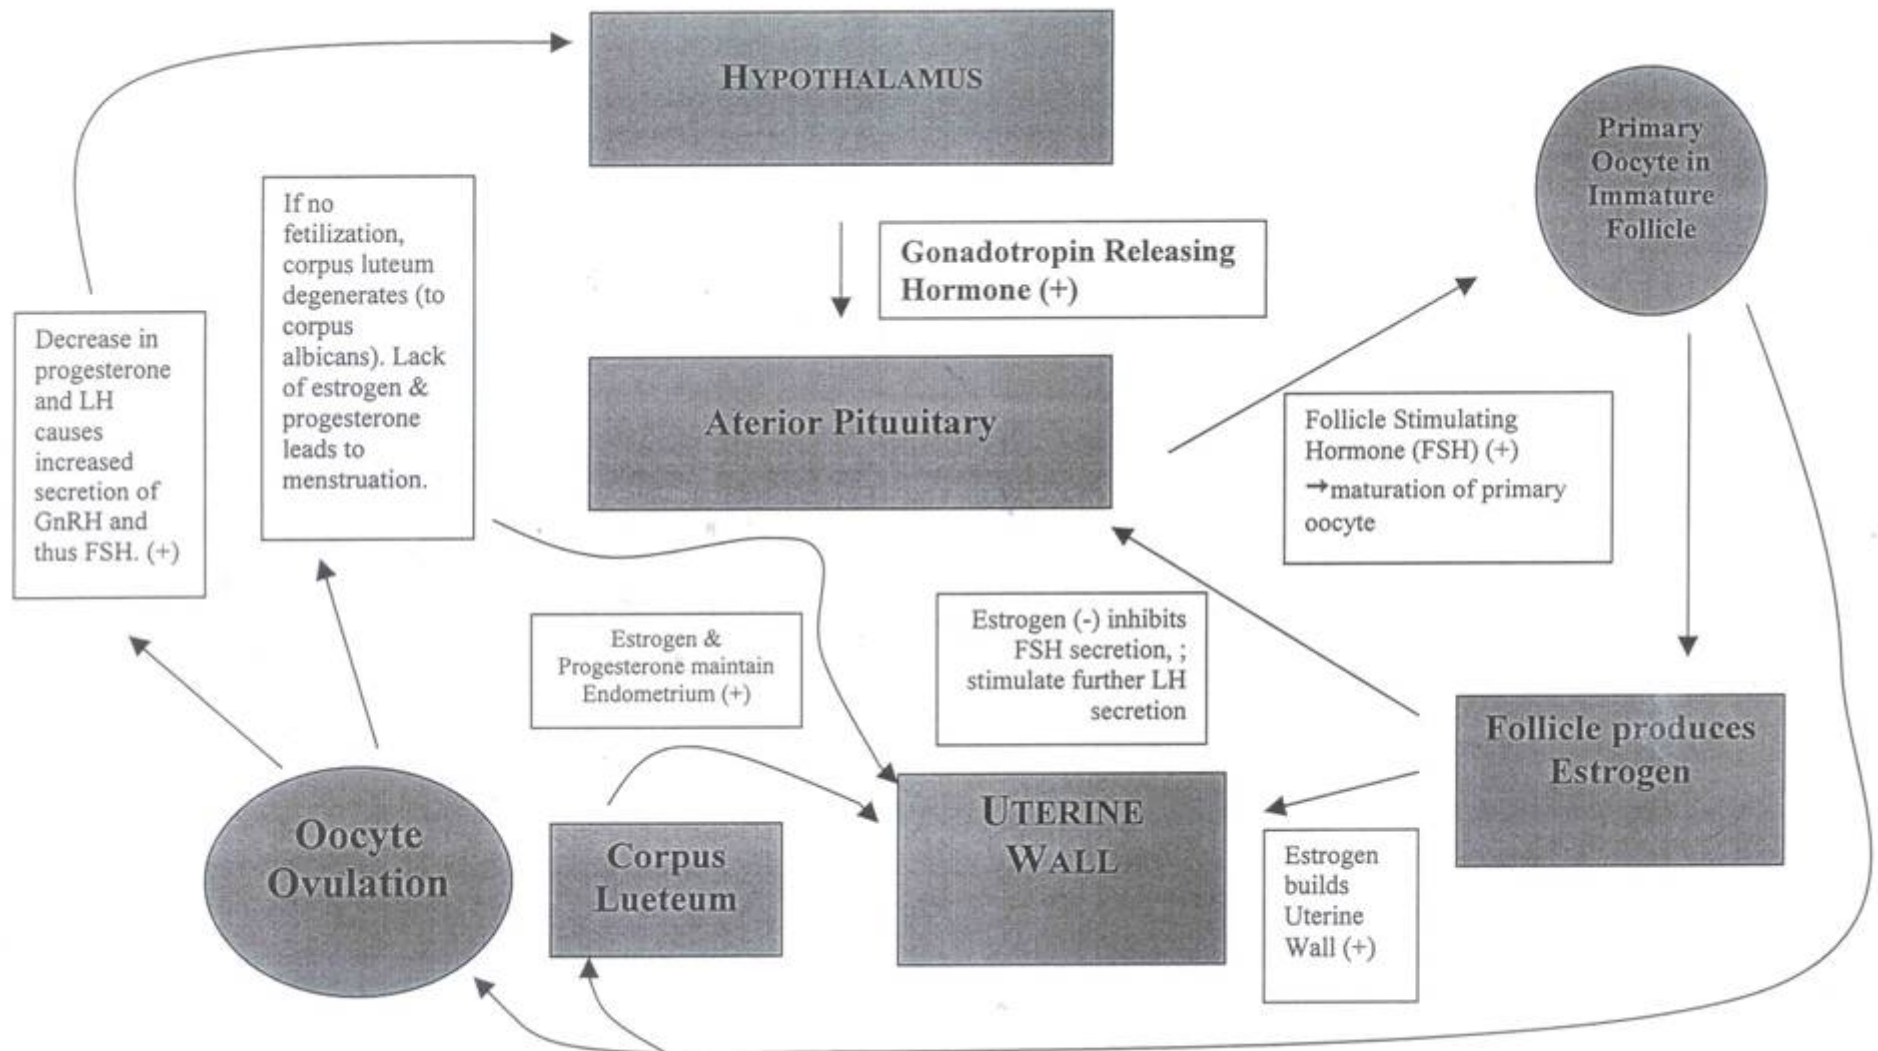 HYPOTHALAMUS
Primary
Oocyte in
Immature
Follicle
If no
fetilization,
corpus luteum
degenerates (to
corpus
albicans). Lack
of estrogen &
progesterone
leads to
menstruation.
Gonadotropin Releasing
Hormone (+)
Decrease in
progesterone
and LH
causes
increased
secretion of
GnRH and
thus FSH. (+)
Aterior Pituuitary
Follicle Stimulating
Hormone (FSH) (+)
→maturation of primary
oocyte
Estrogen &
Progesterone maintain
Endometrium (+)
Estrogen (-) inhibits
FSH secretion, ;
stimulate further LH
secretion
Follicle produces
Estrogen
Oocyte
Ovulation
Corpus
Lueteum
UTERINE
WALL
Estrogen
builds
Uterine
Wall (+)